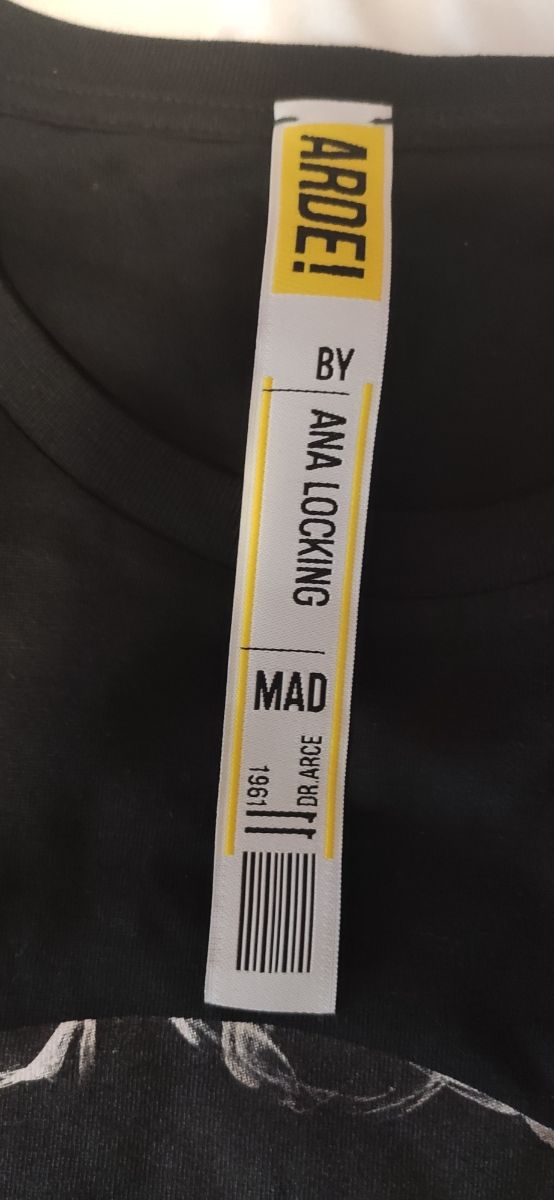 ARDE!
BY
ANA LOCKING
MAD
DR.ARCE
1961